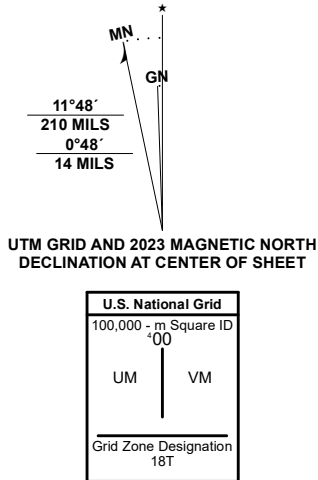 ★
MN
GN
11°48´
210 MILS
0°48´
14 MILS
UTM GRID AND 2023 MAGNETIC NORTH
DECLINATION AT CENTER OF SHEET
U.S. National Grid
100,000 - m Square ID
⁴00
UM VM
Grid Zone Designation
18T